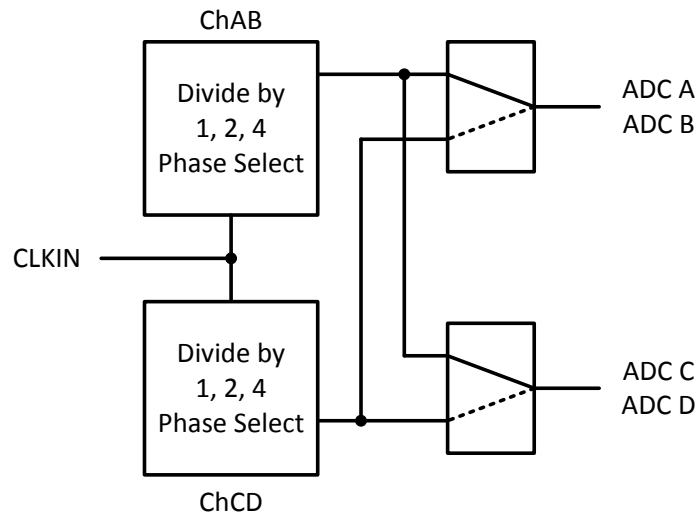 ChAB
Divide by
1, 2, 4
Phase Select
ADC A
ADC B
CLKIN
Divide by
1, 2, 4
Phase Select
ADC C
ADC D
ChCD